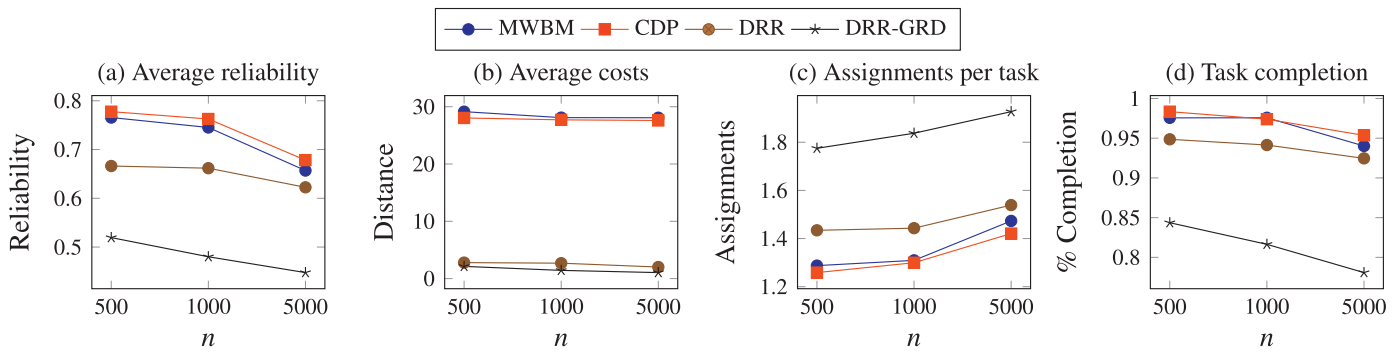 MWBM CDP DRR DRR-GRD
(a) Average reliability
0.8
0.7
0.6
0.5
500 1000 5000
Reliability
n
(b) Average costs
30
20
10
0
500 1000 5000
Distance
n
(c) Assignments per task
1.8
1.6
1.4
1.2
500 1000 5000
Assignments
n
(d) Task completion
1
0.95
0.9
0.85
0.8
500 1000 5000
% Completion
n